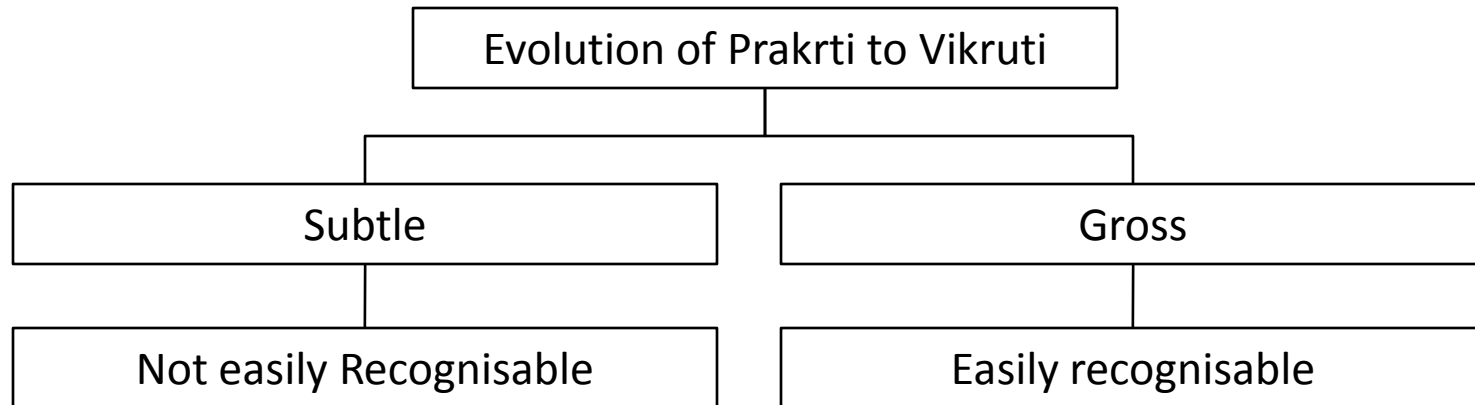 Evolution of Prakrti to Vikruti
Subtle
Gross
Not easily Recognisable
Easily recognisable